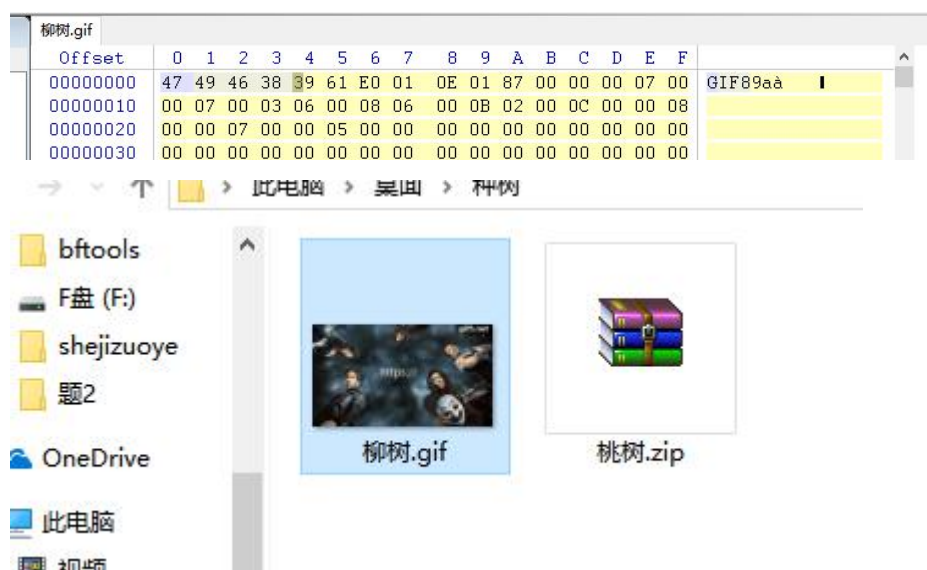 柳树.gif
Offset 0 1 2 3 4 5 6 7 8 9 A B C D E F
00000000 47 49 46 38 39 61 E0 01 0E 01 87 00 00 00 07 00 GIF89aà
00000010 00 07 00 03 06 00 08 06 00 0B 02 00 0C 00 00 08
00000020 00 00 07 00 00 05 00 00 00 00 00 00 00 00 00 00
00000030 00 00 00 00 00 00 00 00 00 00 00 00 00 00 00 00
此电脑 > 桌面 > 种树
bftools
F盘 (F:)
shejizuoye
题2
OneDrive
此电脑
视频
https://
柳树.gif
桃树.zip